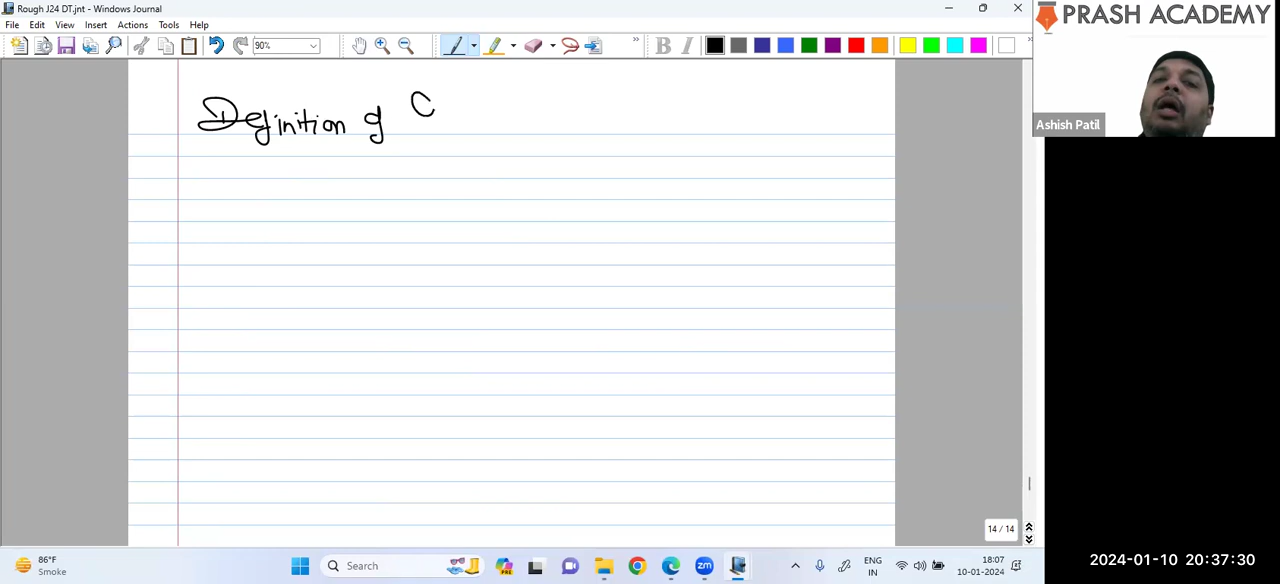 Rough J24 DT.jnt - Windows Journal
PRASH ACADEMY
File Edit View Insert Actions Tools Help
90%
B I
Definition of C
Ashish Patil
14 / 14
86°F
Smoke
Search
PRE
zm
ENG
IN
18:07
10-01-2024
2024-01-10 20:37:30